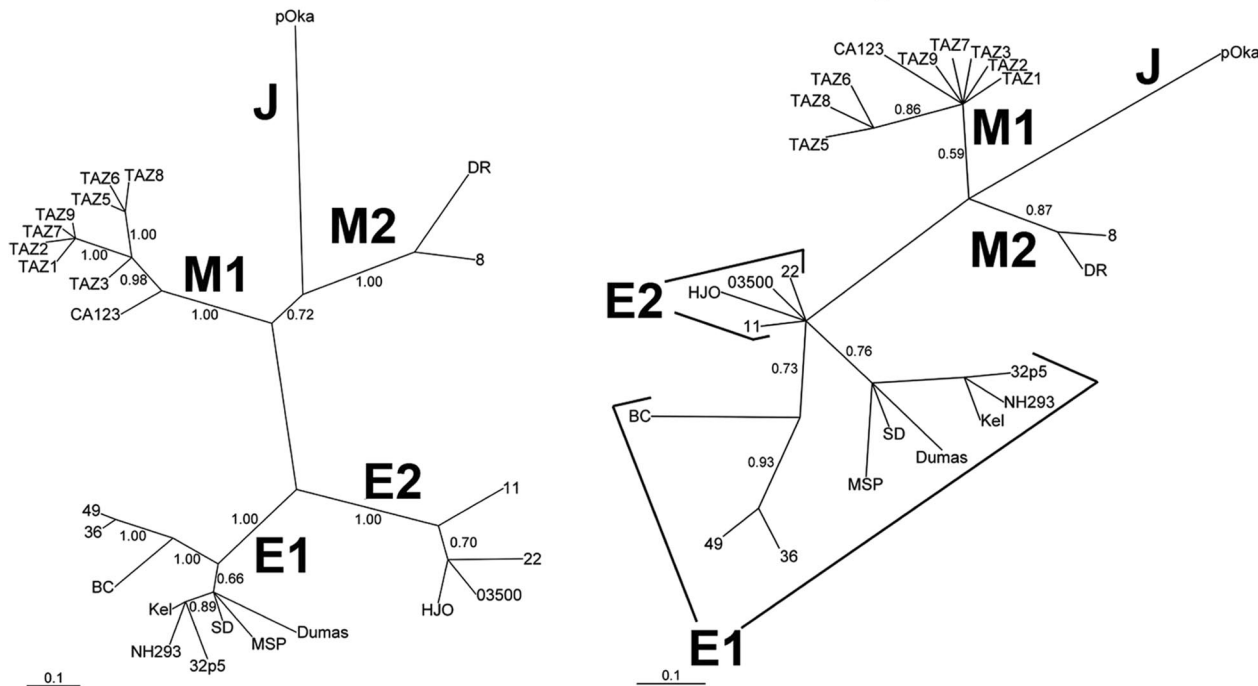 pOka
J
DR
M2
8
1.00
TAZ6
TAZ8
TAZ5
TAZ9
TAZ7
1.00
TAZ2
1.00
TAZ1
TAZ3
0.98
M1
CA123
1.00
0.72
E2
11
1.00
1.00
49
36
1.00
E1
0.70
22
1.00
BC
0.66
03500
HJO
Kel
0.89
SD
Dumas
MSP
NH293
32p5
0.1
pOka
J
CA123
TAZ7
TAZ3
TAZ9
TAZ2
TAZ1
TAZ6
TAZ8
0.86
M1
TAZ5
0.59
0.87
M2
8
DR
22
03500
HJO
E2
11
0.76
0.73
32p5
NH293
Kel
BC
SD
Dumas
0.93
MSP
49
36
E1
0.1